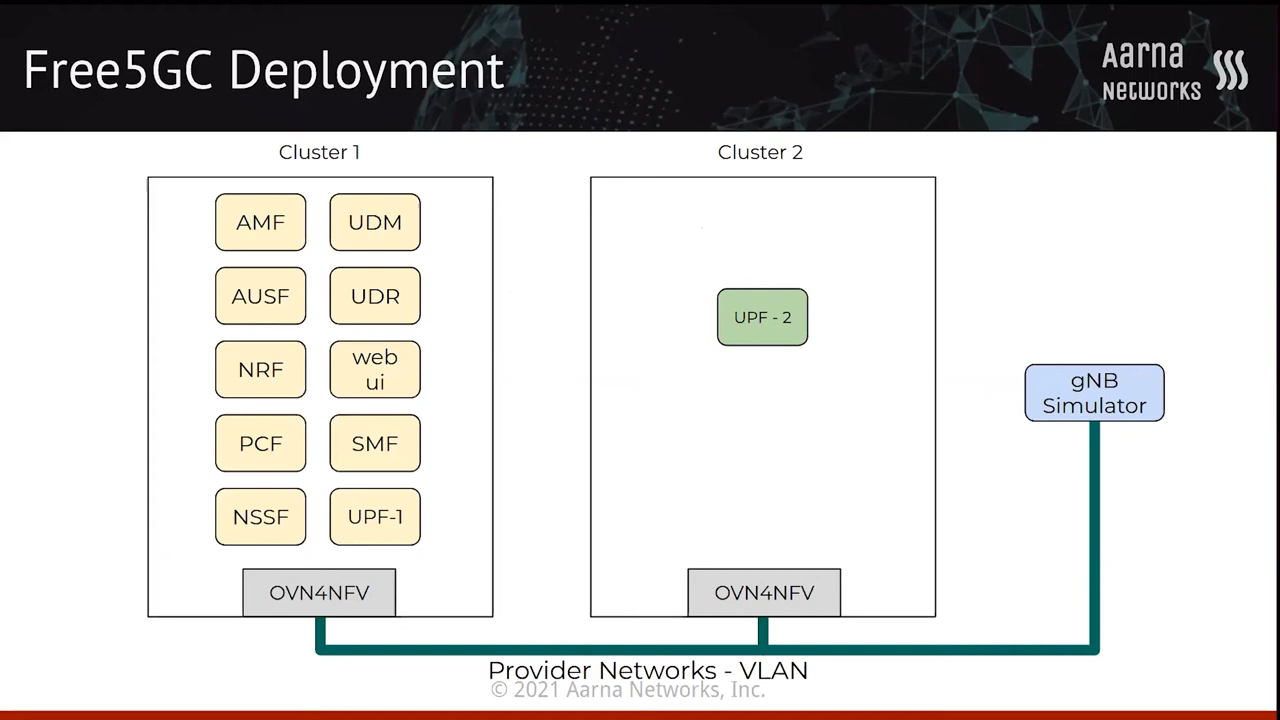 Free5GC Deployment
Aarna
Networks
Cluster 1
AMF
UDM
AUSF
UDR
NRF
web
ui
PCF
SMF
NSSF
UPF-1
OVN4NFV
Cluster 2
UPF - 2
OVN4NFV
gNB
Simulator
Provider Networks - VLAN
© 2021 Aarna Networks, Inc.